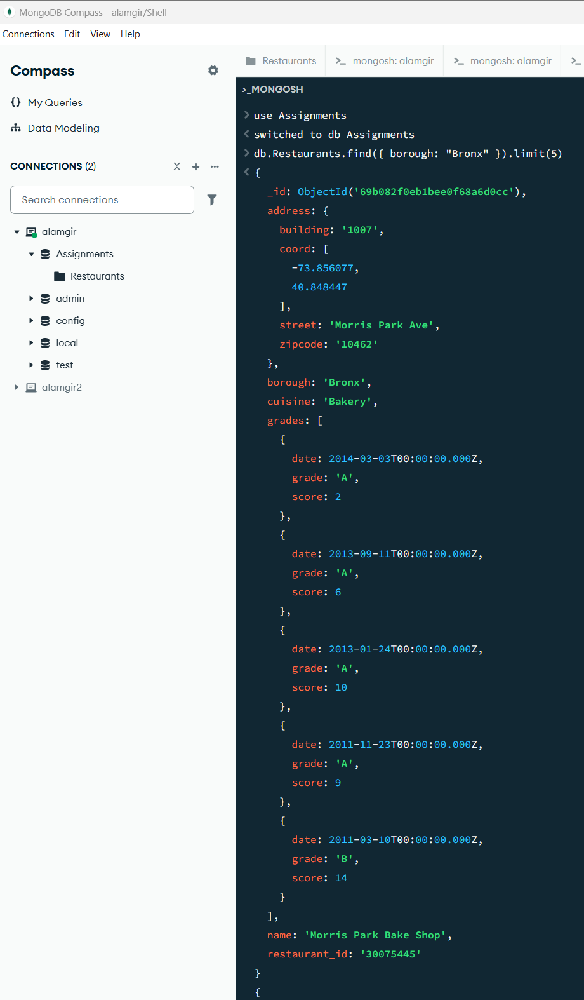 MongoDB Compass - alamgir/Shell
Connections Edit View Help
Compass
{} My Queries
Data Modeling
CONNECTIONS (2)
Search connections
alamgir
Assignments
Restaurants
admin
config
local
test
alamgir2
Restaurants >_ mongosh: alamgir >_ mongosh: alamgir >_
>_MONGOSH
> use Assignments
< switched to db Assignments
> db.Restaurants.find({ borough: "Bronx" }).limit(5)
< {
_id: ObjectId('69b082f0eb1bee0f68a6d0cc'),
address: {
building: '1007',
coord: [
-73.856077,
40.848447
],
street: 'Morris Park Ave',
zipcode: '10462'
},
borough: 'Bronx',
cuisine: 'Bakery',
grades: [
{
date: 2014-03-03T00:00:00.000Z,
grade: 'A',
score: 2
},
{
date: 2013-09-11T00:00:00.000Z,
grade: 'A',
score: 6
},
{
date: 2013-01-24T00:00:00.000Z,
grade: 'A',
score: 10
},
{
date: 2011-11-23T00:00:00.000Z,
grade: 'A',
score: 9
},
{
date: 2011-03-10T00:00:00.000Z,
grade: 'B',
score: 14
}
],
name: 'Morris Park Bake Shop',
restaurant_id: '30075445'
}
{